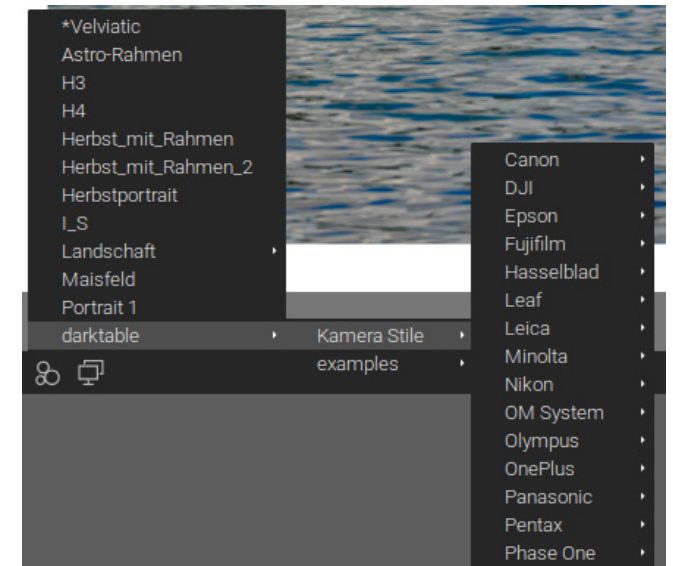 *Velviatic
Astro-Rahmen
H3
H4
Herbst_mit_Rahmen
Herbst_mit_Rahmen_2
Herbstportrait
I_S
Landschaft
Maisfeld
Portrait 1
darktable
Kamera Stile
examples
Canon
DJI
Epson
Fujifilm
Hasselblad
Leaf
Leica
Minolta
Nikon
OM System
Olympus
OnePlus
Panasonic
Pentax
Phase One